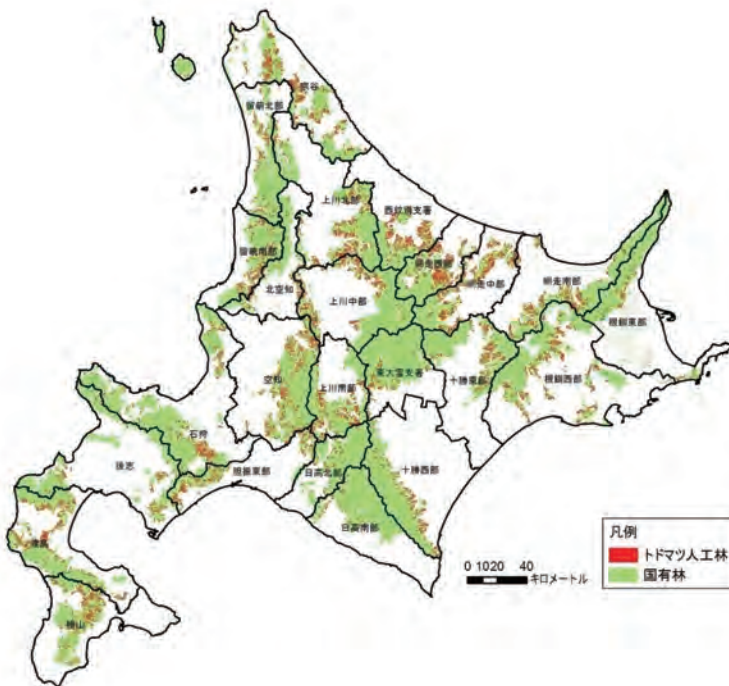 宗谷
留萌北部
上川北部
西紋別支署
留萌南部
網走西部
網走中部
網走南部
北空知
上川中部
根釧東部
空知
上川南部
東大雪支署
十勝東部
根釧西部
石狩
後志
胆振東部
日高北部
十勝西部
日高南部
渡島
檜山
凡例
トドマツ人工林
国有林
0 1020 40
キロメートル